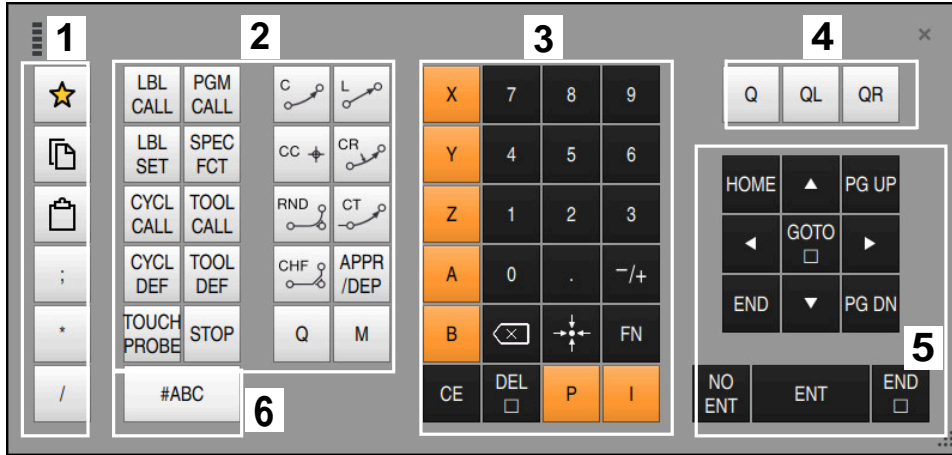 1
2
3
4
×
LBL CALL
PGM CALL
C
L
X
7
8
9
Q
QL
QR
LBL SET
SPEC FCT
CC
CR
Y
4
5
6
HOME
PG UP
CYCL CALL
TOOL CALL
RND
CT
Z
1
2
3
GOTO
;
CYCL DEF
TOOL DEF
CHF
APPR /DEP
A
0
.
−/+
END
PG DN
*
TOUCH PROBE
STOP
Q
M
B
FN
5
/
#ABC
6
CE
DEL
P
I
NO ENT
ENT
END